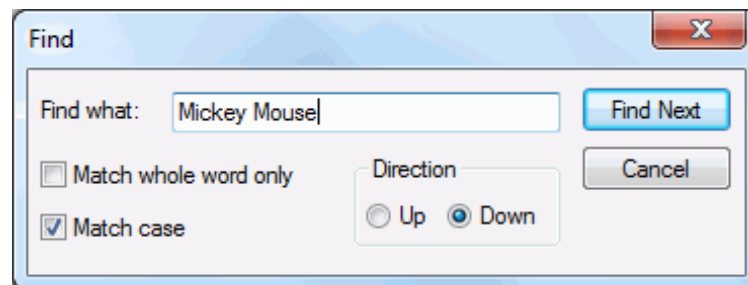 Find
Find what: Mickey Mouse Find Next
Match whole word only Direction Cancel
Match case Up Down